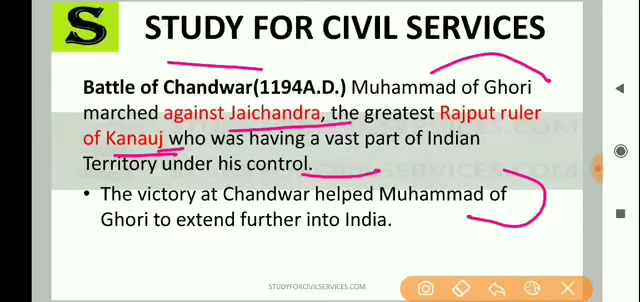 S STUDY FOR CIVIL SERVICES
Battle of Chandwar(1194A.D.) Muhammad of Ghori
marched against Jaichandra, the greatest Rajput ruler
of Kanauj who was having a vast part of Indian
Territory under his control.
• The victory at Chandwar helped Muhammad of
Ghori to extend further into India.
STUDYFORCIVILSERVICES.COM